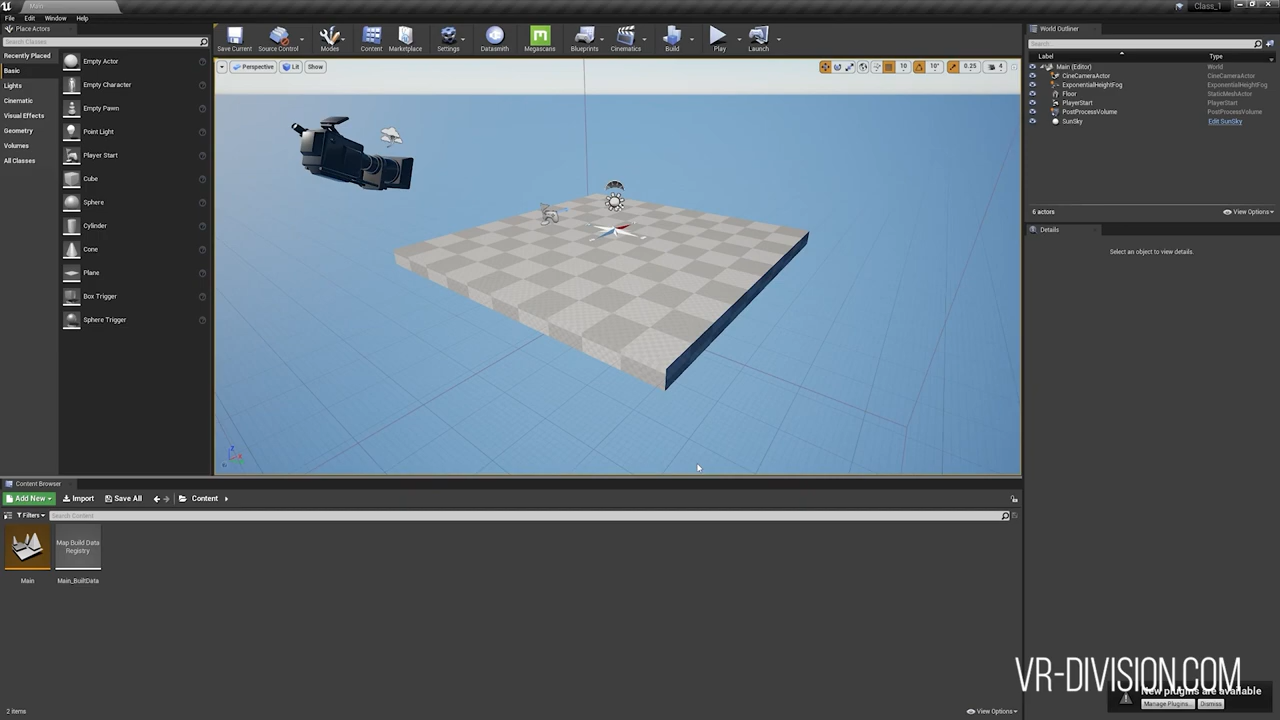 Main
Class_1
File Edit Window Help
Place Actors
Search Classes
Recently Placed
Basic
Lights
Cinematic
Visual Effects
Geometry
Volumes
All Classes
Empty Actor
Empty Character
Empty Pawn
Point Light
Player Start
Cube
Sphere
Cylinder
Cone
Plane
Box Trigger
Sphere Trigger
Save Current Source Control Modes Content Marketplace Settings Datasmith Megascans Blueprints Cinematics Build Play Launch
Perspective Lit Show
10 10° 0.25 4
World Outliner
Search...
Label Type
Main (Editor) World
CineCameraActor CineCameraActor
ExponentialHeightFog ExponentialHeightFog
Floor StaticMeshActor
PlayerStart PlayerStart
PostProcessVolume PostProcessVolume
SunSky Edit SunSky
6 actors View Options
Details
Select an object to view details.
Content Browser
Add New Import Save All Content
Filters Search Content
Map Build Data
Registry
Main Main_BuiltData
2 items View Options
VR-DIVISION.COM
New plugins are available
Manage Plugins... Dismiss